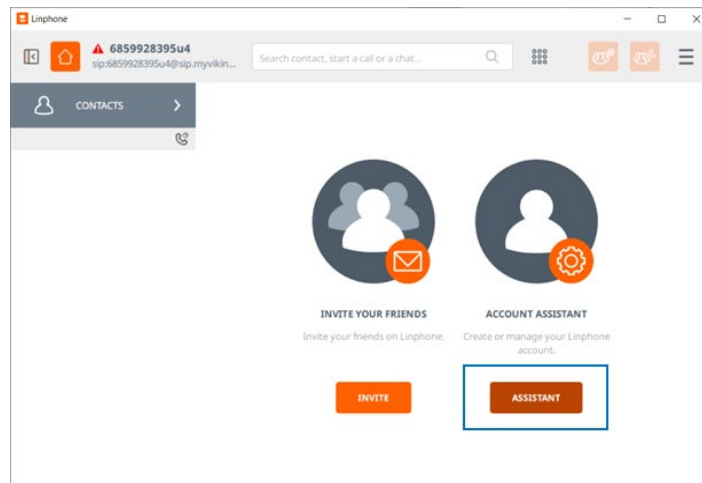 Linphone
6859928395u4
sip:6859928395u4@sip.myvikin...
Search contact, start a call or a chat...
CONTACTS
INVITE YOUR FRIENDS
Invite your friends on Linphone.
INVITE
ACCOUNT ASSISTANT
Create or manage your Linphone
account.
ASSISTANT